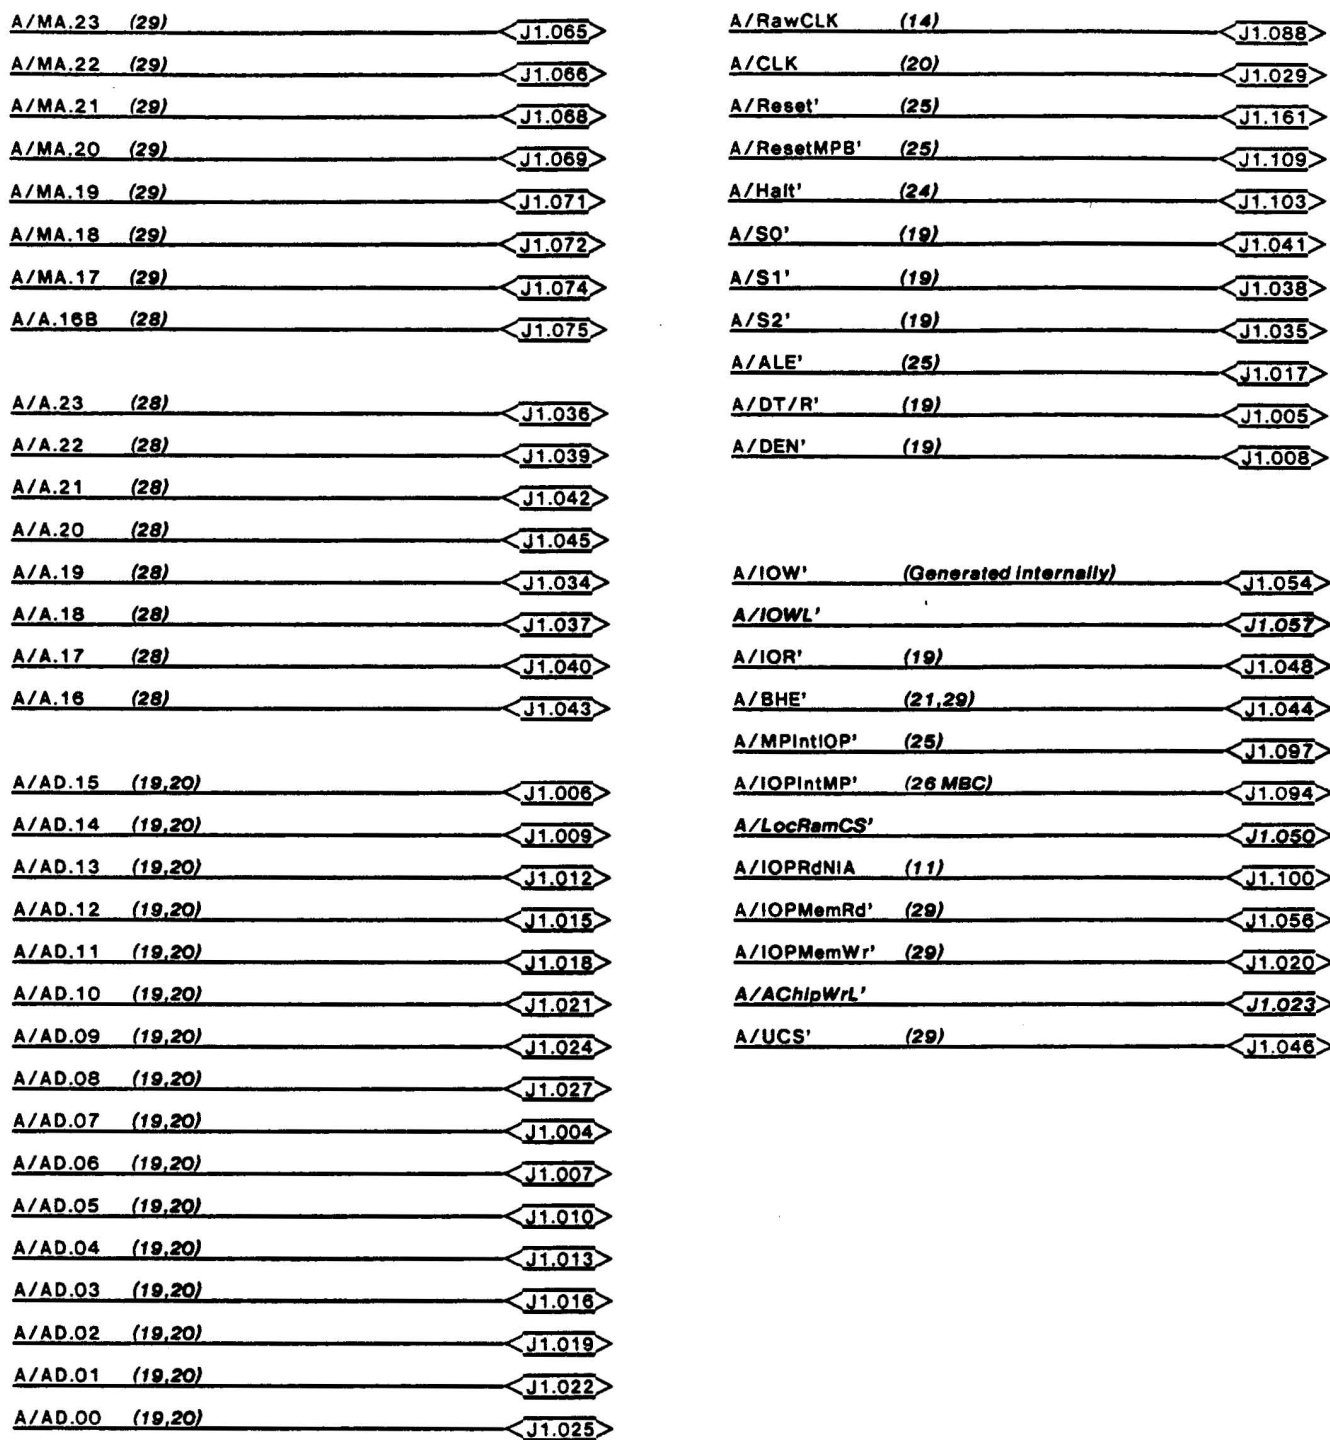 A/MA.23 (29) J1.065
A/MA.22 (29) J1.066
A/MA.21 (29) J1.068
A/MA.20 (29) J1.069
A/MA.19 (29) J1.071
A/MA.18 (29) J1.072
A/MA.17 (29) J1.074
A/A.16B (28) J1.075
A/A.23 (28) J1.036
A/A.22 (28) J1.039
A/A.21 (28) J1.042
A/A.20 (28) J1.045
A/A.19 (28) J1.034
A/A.18 (28) J1.037
A/A.17 (28) J1.040
A/A.16 (28) J1.043
A/AD.15 (19,20) J1.006
A/AD.14 (19,20) J1.009
A/AD.13 (19,20) J1.012
A/AD.12 (19,20) J1.015
A/AD.11 (19,20) J1.018
A/AD.10 (19,20) J1.021
A/AD.09 (19,20) J1.024
A/AD.08 (19,20) J1.027
A/AD.07 (19,20) J1.004
A/AD.06 (19,20) J1.007
A/AD.05 (19,20) J1.010
A/AD.04 (19,20) J1.013
A/AD.03 (19,20) J1.016
A/AD.02 (19,20) J1.019
A/AD.01 (19,20) J1.022
A/AD.00 (19,20) J1.025
A/RawCLK (14) J1.088
A/CLK (20) J1.029
A/Reset' (25) J1.161
A/ResetMPB' (25) J1.109
A/Halt' (24) J1.103
A/S0' (19) J1.041
A/S1' (19) J1.038
A/S2' (19) J1.035
A/ALE' (25) J1.017
A/DT/R' (19) J1.005
A/DEN' (19) J1.008
A/IOW' (Generated internally) J1.054
A/IOWL' J1.057
A/IOR' (19) J1.048
A/BHE' (21,29) J1.044
A/MPIntIOP' (25) J1.097
A/IOPIntMP' (26 MBC) J1.094
A/LocRamCS' J1.050
A/IOPRdNIA (11) J1.100
A/IOPMemRd' (29) J1.056
A/IOPMemWr' (29) J1.020
A/AChipWrL' J1.023
A/UCS' (29) J1.046